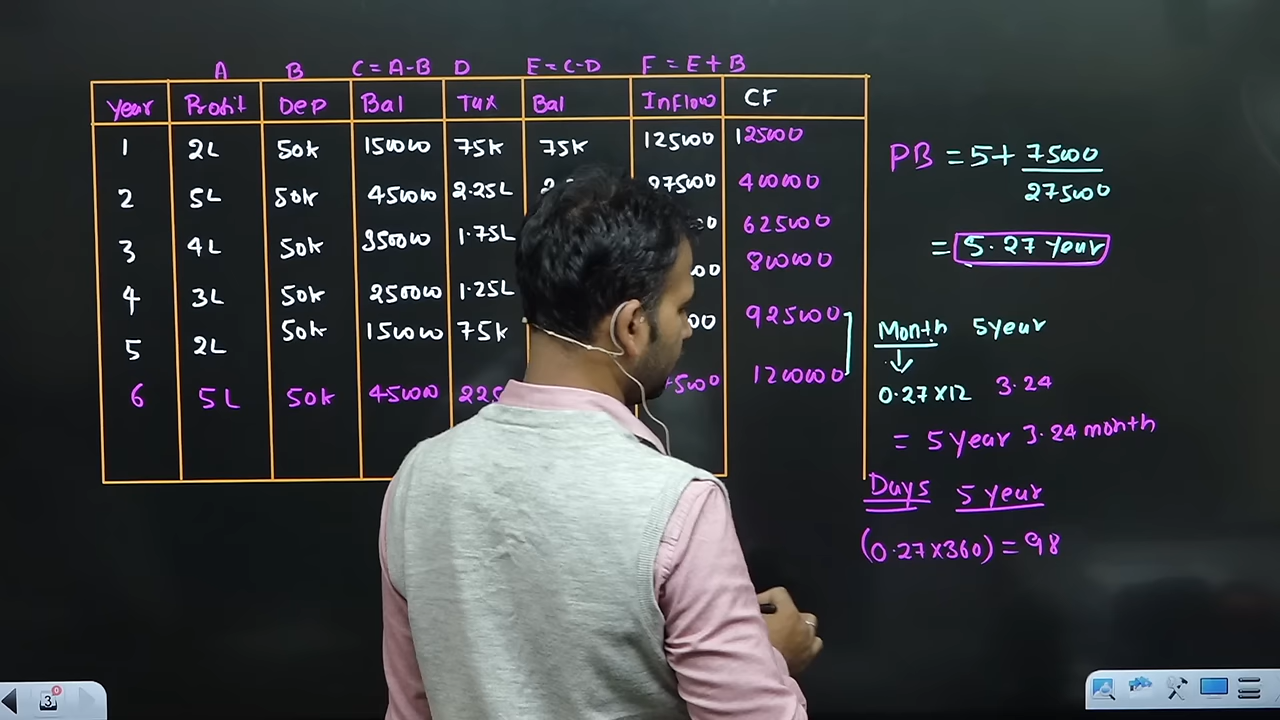 A B C = A-B D E = C-D F = E + B
Year Profit Dep Bal Tax Bal Inflow CF
1 2L 50k 150000 75k 75k 125000 125000
2 5L 50k 450000 2.25L 275000 400000
3 4L 50k 350000 1.75L 625000
4 3L 50k 250000 1.25L 800000
5 2L 50k 150000 75k 925000
6 5L 50k 450000 1200000
PB = 5 + 75000
275000
= 5.27 year
Month 5 year
0.27 x 12 3.24
= 5 year 3.24 month
Days 5 year
(0.27 x 360) = 98
3
0